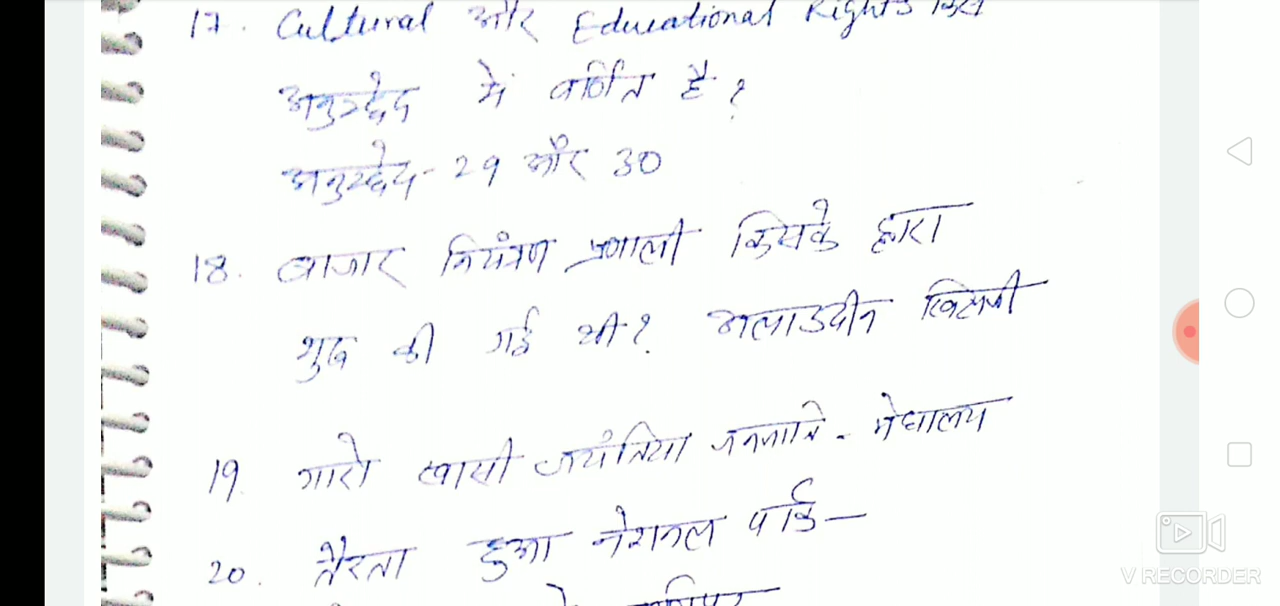 17. Cultural और Educational Rights किस
अनुच्छेद में वर्णित है?
अनुच्छेद- 29 और 30
18. बाजार नियंत्रण प्रणाली किसके द्वारा
शुरू की गई थी? अलाउदीन खिलजी
19 गारो खासी जयंतिया जनजाति - मेघालय
20. तैरता हुआ नेशनल पार्क —
V RECORDER